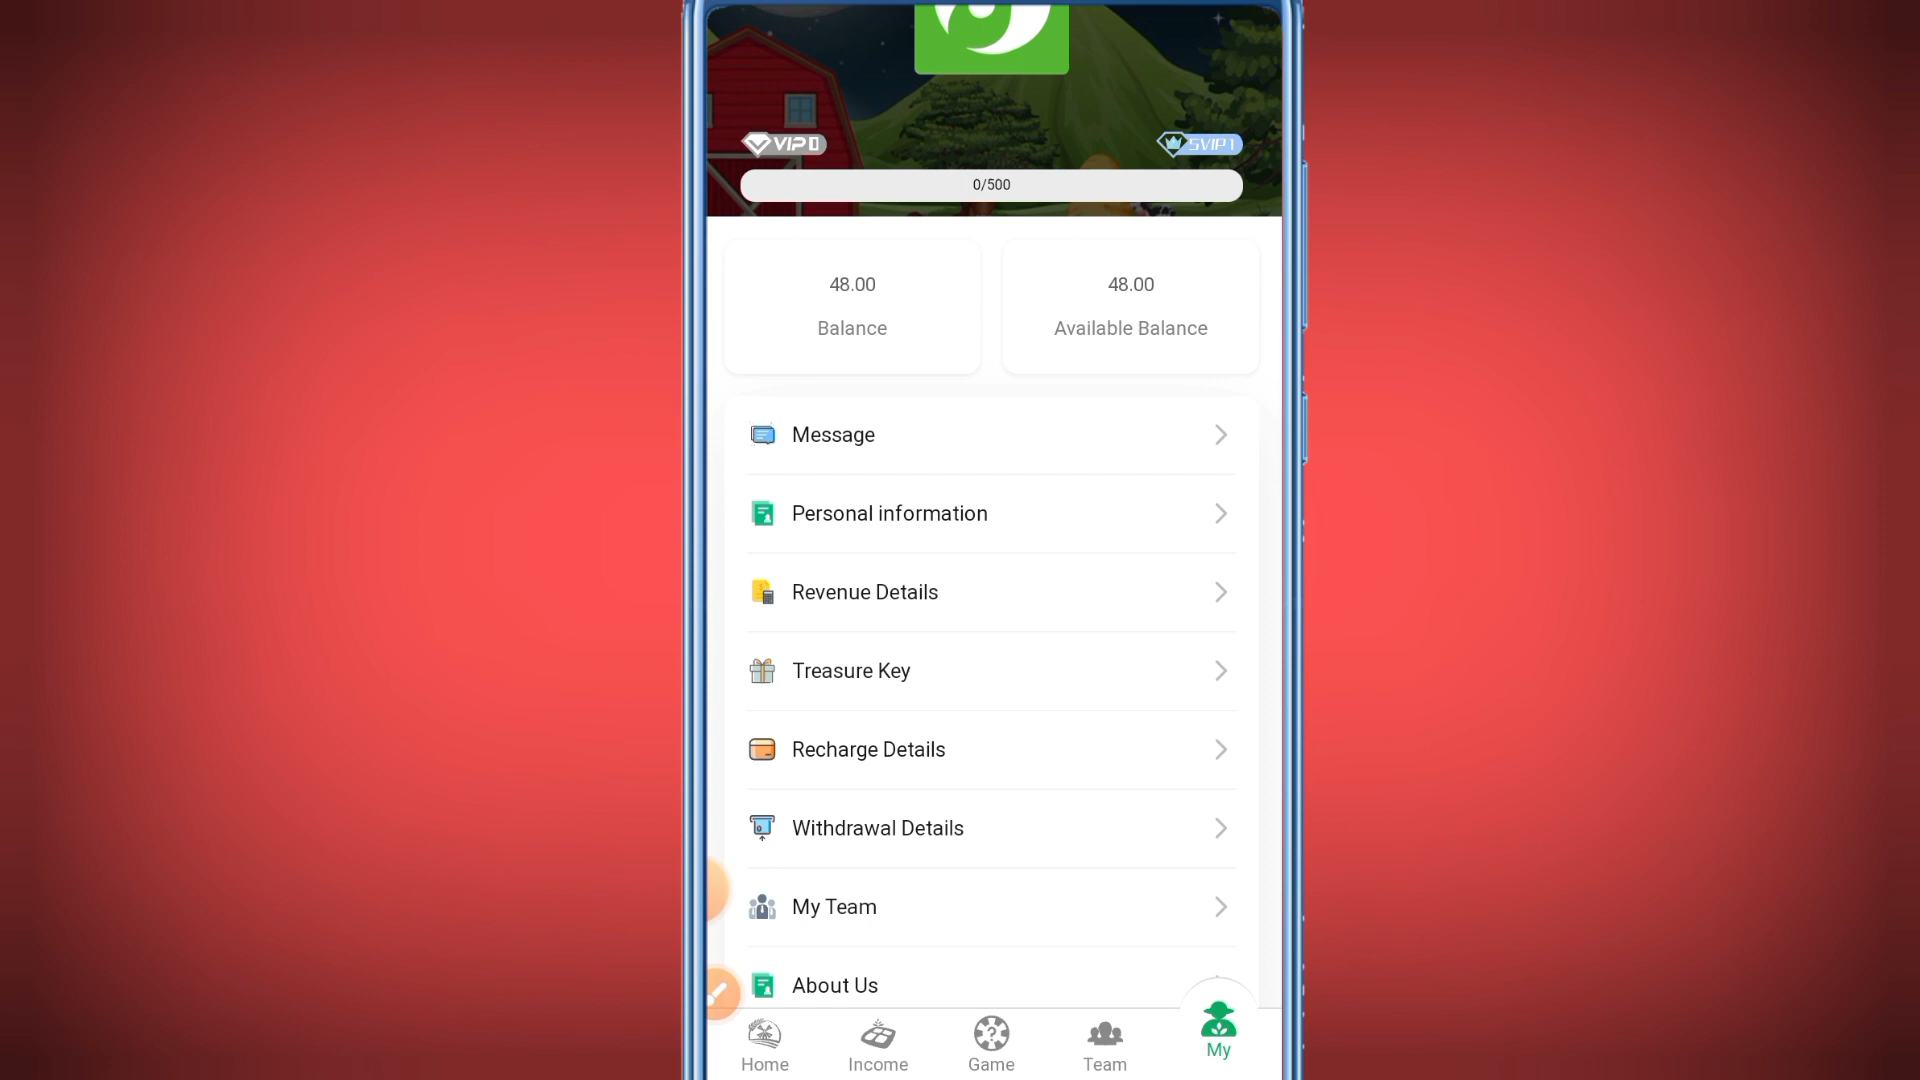 VIP0
SVIP1
0/500
48.00
Balance
48.00
Available Balance
Message
Personal information
Revenue Details
Treasure Key
Recharge Details
Withdrawal Details
My Team
About Us
Home
Income
Game
Team
My